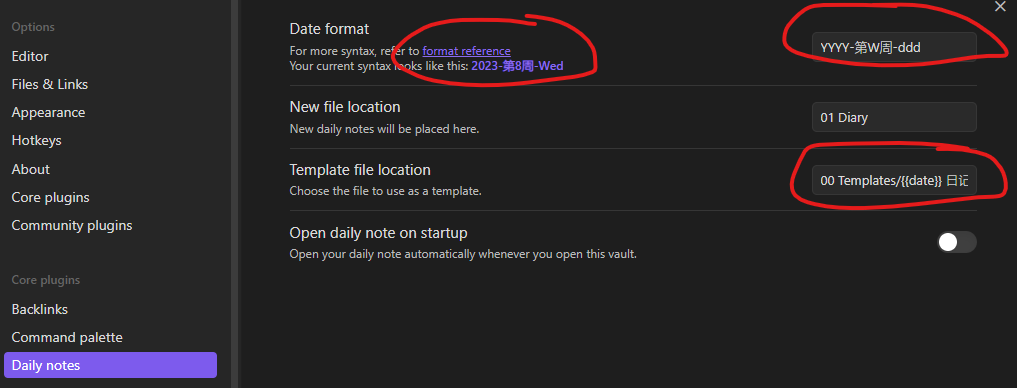 Options
Editor
Files & Links
Appearance
Hotkeys
About
Core plugins
Community plugins
Core plugins
Backlinks
Command palette
Daily notes
Date format
For more syntax, refer to format reference
Your current syntax looks like this: 2023-第8周-Wed
YYYY-第W周-ddd
New file location
New daily notes will be placed here.
01 Diary
Template file location
Choose the file to use as a template.
00 Templates/{{date}} 日记
Open daily note on startup
Open your daily note automatically whenever you open this vault.